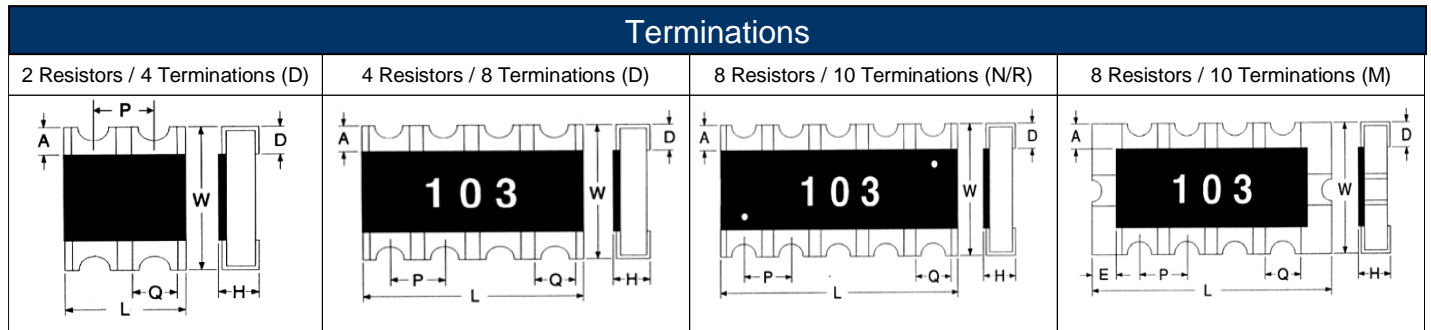 Terminations
2 Resistors / 4 Terminations (D)
4 Resistors / 8 Terminations (D)
8 Resistors / 10 Terminations (N/R)
8 Resistors / 10 Terminations (M)
P
A
D
W
Q
H
L
A
D
103
W
P
Q
H
L
A
D
103
W
P
Q
H
L
A
D
103
W
E
P
Q
H
L